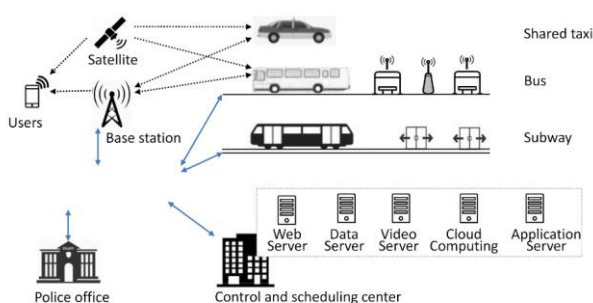 Shared taxi
Satellite
Bus
Users
Base station
Subway
Web
Server
Data
Server
Video
Server
Cloud
Computing
Application
Server
Police office
Control and scheduling center